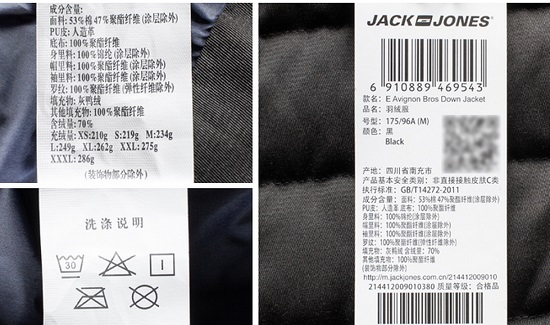 成分含量:
面料: 53%棉 47%聚酯纤维(涂层除外)
PU皮: 人造革
底布: 100%聚酯纤维
身里料: 100%锦纶(涂层除外)
帽里料: 100%聚酯纤维(涂层除外)
袖里料: 100%聚酯纤维(涂层除外)
罗纹: 100%聚酯纤维(弹性纤维除外)
填充物: 灰鸭绒
其他填充物: 100%聚酯纤维
含绒量: 70%
充绒量: XS:210g S:219g M:234g
L:249g XL:262g XXL: 275g
XXXL: 286g
(装饰物部分除外)
洗涤说明
30
JACK JONES
6 910889 469543
款名: E Avignon Bros Down Jacket
名称: 羽绒服
号型: 175/96A (M)
颜色: 黑
Black
产地: 四川省南充市
产品基本安全类别: 非直接接触皮肤C类
执行标准: GB/T14272-2011
成分含量: 面料: 53%棉 47%聚酯纤维(涂层除外)
PU皮: 人造革 底布: 100%聚酯纤维
身里料: 100%锦纶(涂层除外)
帽里料: 100%聚酯纤维(涂层除外)
袖里料: 100%聚酯纤维(涂层除外)
罗纹: 100%聚酯纤维(弹性纤维除外)
填充物: 灰鸭绒 含绒量: 70%
其他填充物: 100%聚酯纤维
(装饰物部分除外)
http://m.jackjones.com.cn/214412009010
214412009010380 质量等级: 合格品